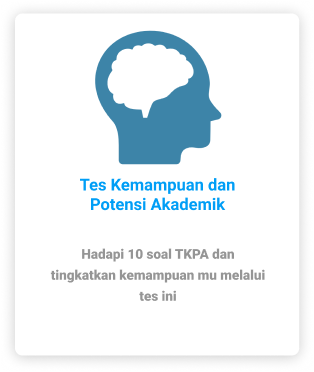 Tes Kemampuan dan
Potensi Akademik
Hadapi 10 soal TKPA dan
tingkatkan kemampuan mu melalui
tes ini